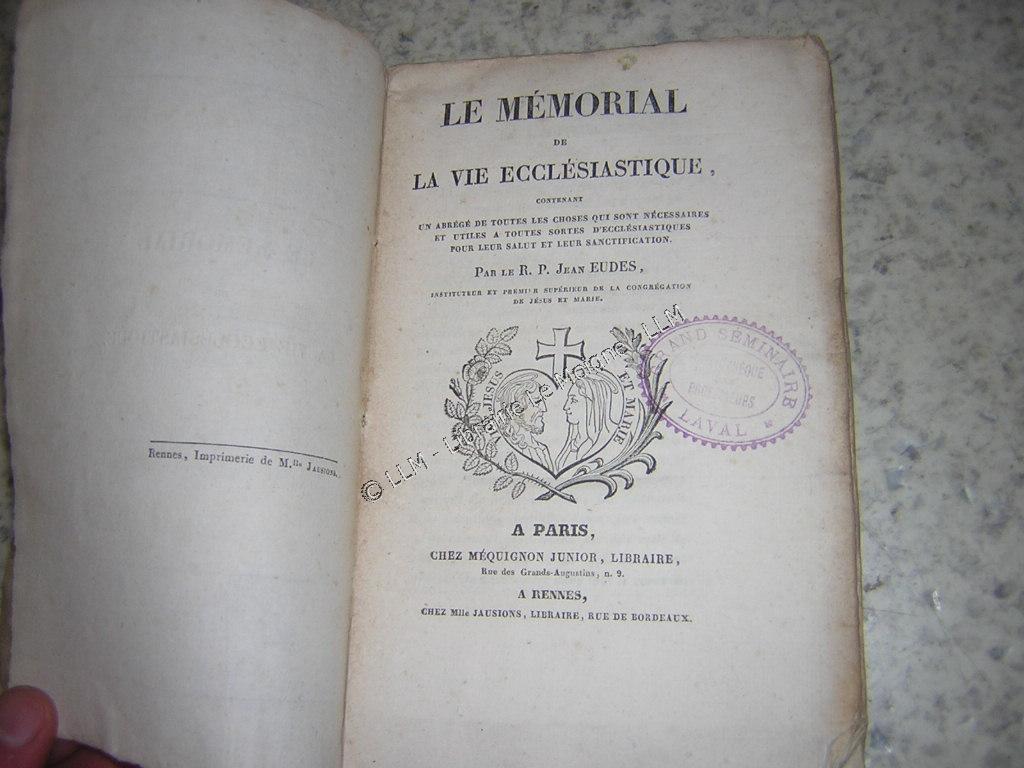 Rennes, Imprimerie de M.lle JAUSIONS.
LE MÉMORIAL
DE
LA VIE ECCLÉSIASTIQUE,
CONTENANT
UN ABRÉGÉ DE TOUTES LES CHOSES QUI SONT NÉCESSAIRES
ET UTILES A TOUTES SORTES D'ECCLÉSIASTIQUES
POUR LEUR SALUT ET LEUR SANCTIFICATION.
PAR LE R. P. JEAN EUDES,
INSTITUTEUR ET PREMIER SUPÉRIEUR DE LA CONGRÉGATION
DE JÉSUS ET MARIE.
JESUS
ET MARIE
GRAND SÉMINAIRE
LAVAL
© LLM - Librairie Le Moigne - LLM
A PARIS,
CHEZ MÉQUIGNON JUNIOR, LIBRAIRE,
Rue des Grands-Augustins, n. 9.
A RENNES,
CHEZ Mlle JAUSIONS, LIBRAIRE, RUE DE BORDEAUX.